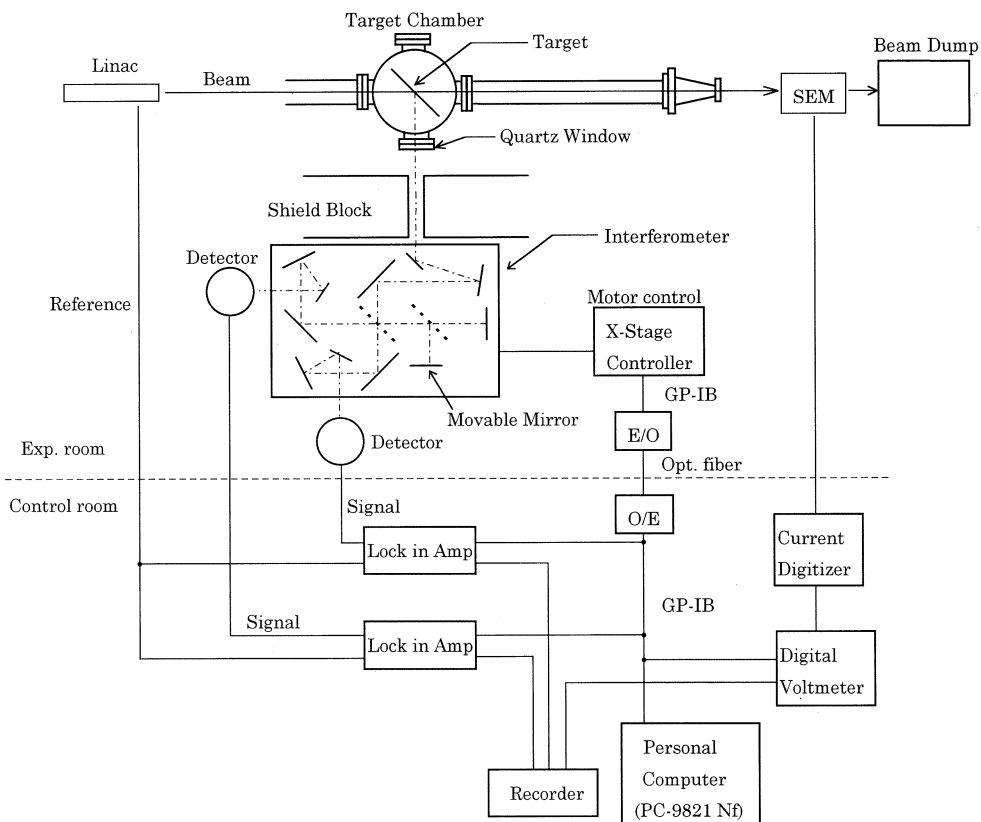 Target Chamber
Target
Beam Dump
Linac
Beam
SEM
Quartz Window
Shield Block
Interferometer
Detector
Reference
Motor control
X-Stage
Controller
GP-IB
Movable Mirror
E/O
Detector
Exp. room
Opt. fiber
Control room
Signal
O/E
Lock in Amp
Current
Digitizer
GP-IB
Signal
Lock in Amp
Digital
Voltmeter
Personal
Computer
(PC-9821 Nf)
Recorder